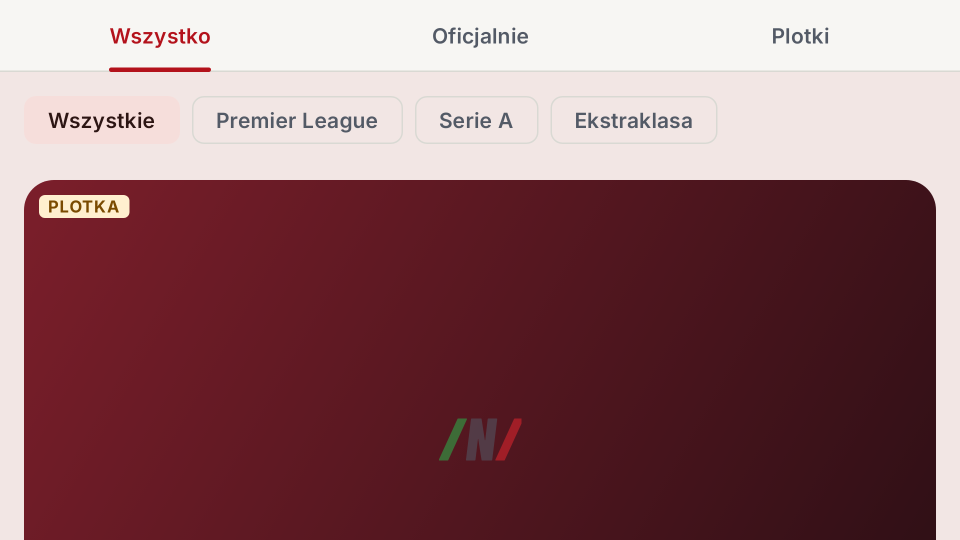 Wszystko Oficjalnie Plotki
Wszystkie Premier League Serie A Ekstraklasa
PLOTKA
/N/